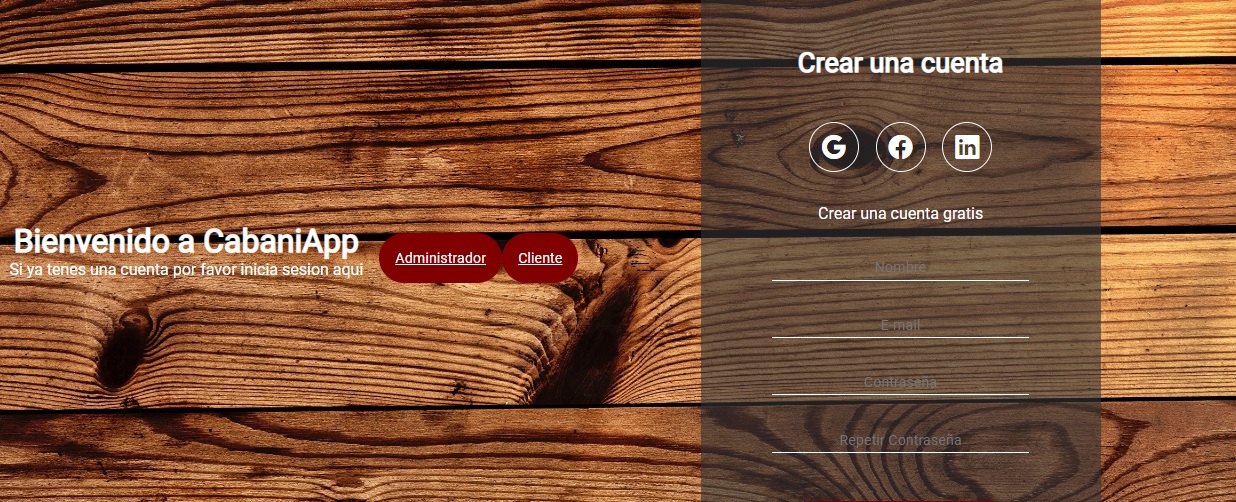 Bienvenido a CabaniApp
Si ya tenes una cuenta por favor inicia sesion aqui
Administrador
Cliente
Crear una cuenta
G
f
in
Crear una cuenta gratis
Nombre
E-mail
Contraseña
Repetir Contraseña